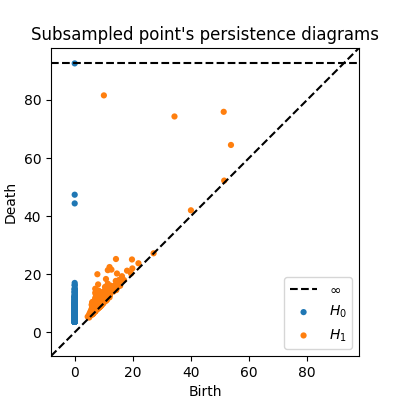 Subsampled point's persistence diagrams
Death
80
60
40
20
0
∞
H₀
H₁
0 20 40 60 80
Birth